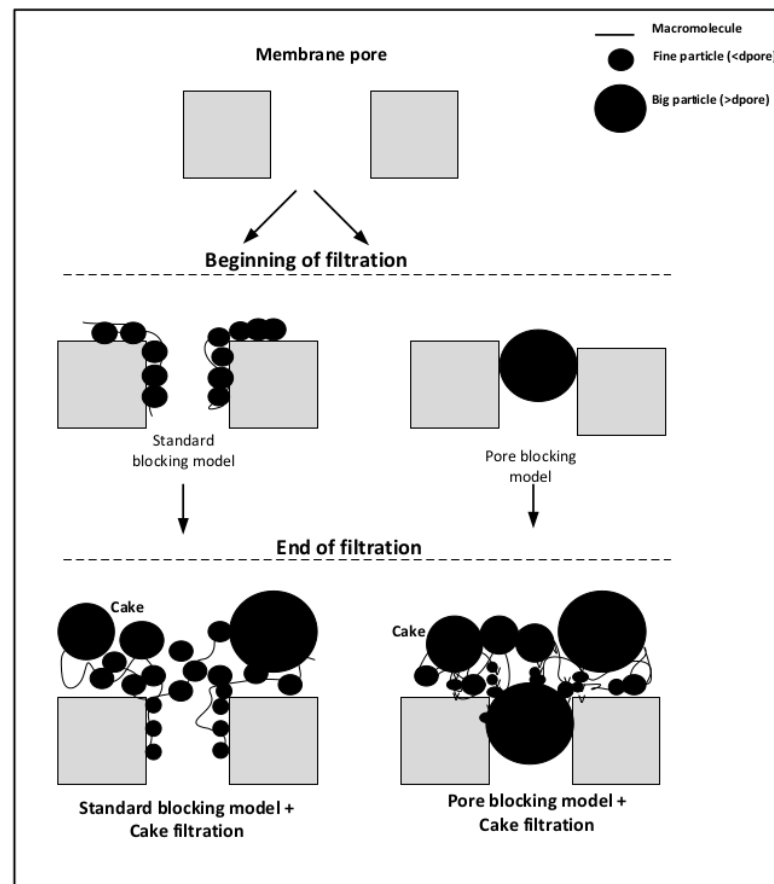 Macromolecule
Membrane pore
Fine particle (<dpore)
Big particle (>dpore)
Beginning of filtration
Standard
blocking model
Pore blocking
model
End of filtration
Cake
Cake
Standard blocking model +
Cake filtration
Pore blocking model +
Cake filtration